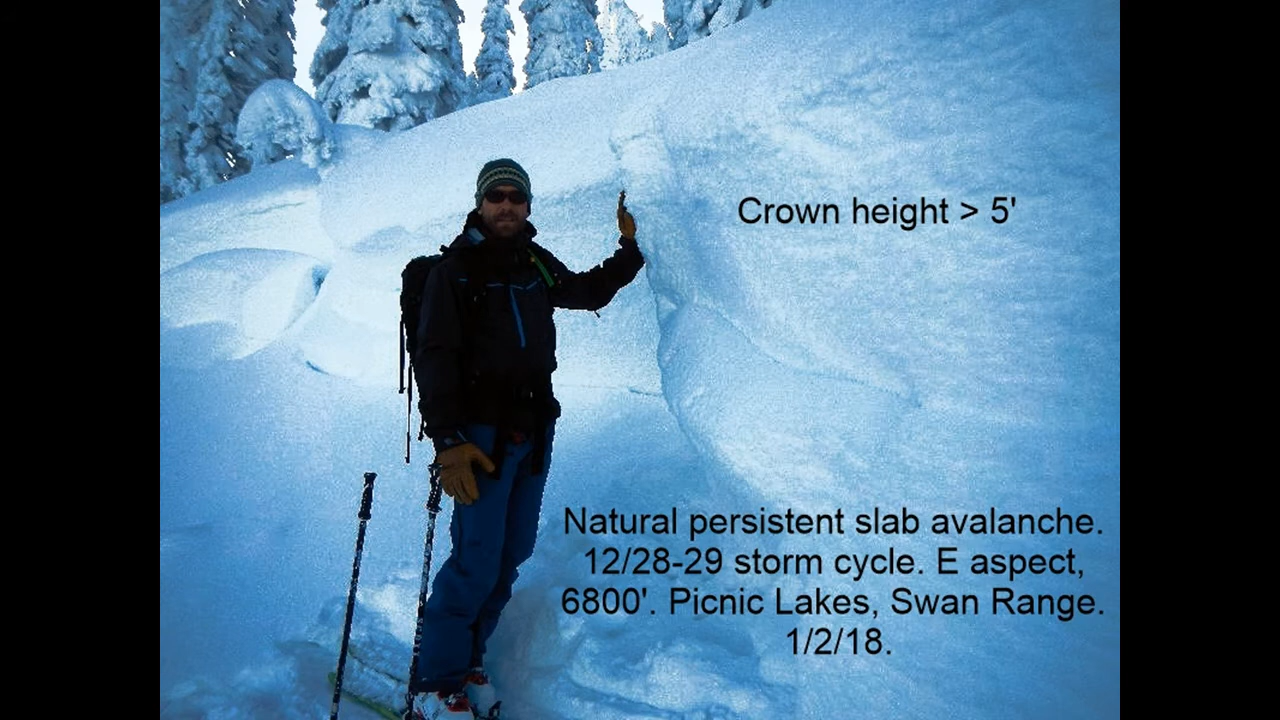 Crown height > 5'
Natural persistent slab avalanche.
12/28-29 storm cycle. E aspect,
6800'. Picnic Lakes, Swan Range.
1/2/18.